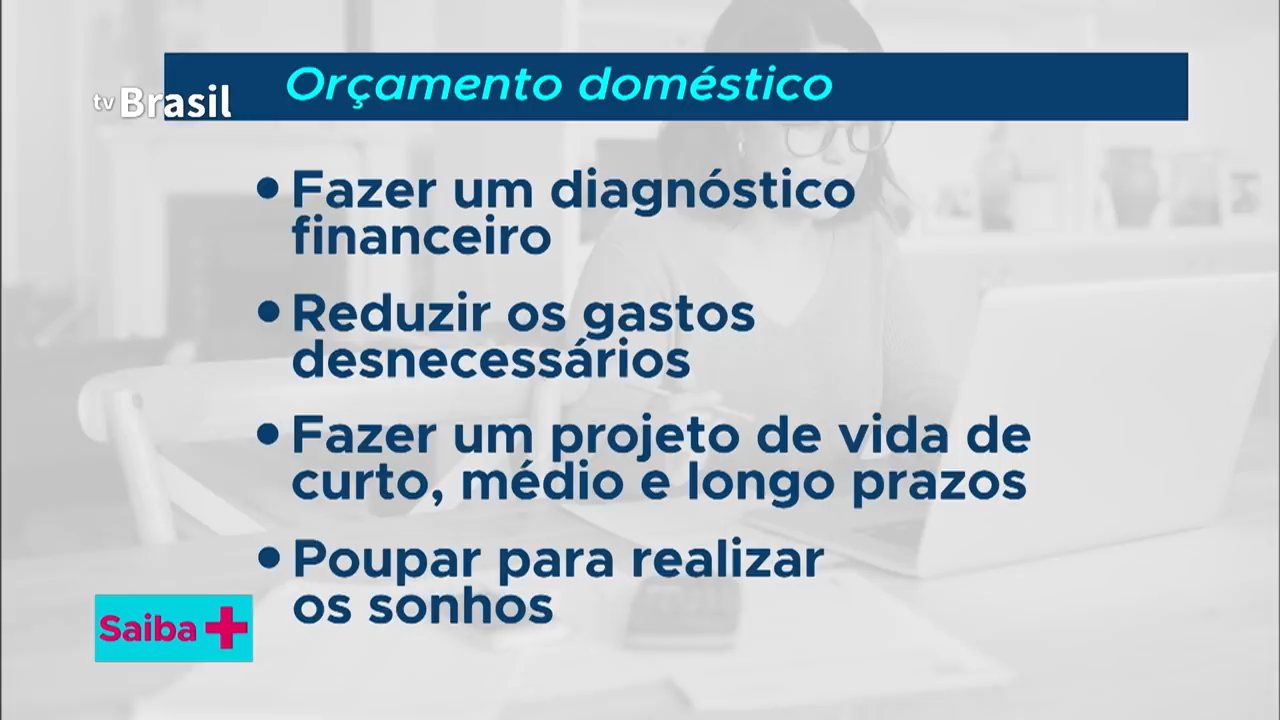 Orçamento doméstico
tv Brasil
• Fazer um diagnóstico
financeiro
• Reduzir os gastos
desnecessários
• Fazer um projeto de vida de
curto, médio e longo prazos
• Poupar para realizar
os sonhos
Saiba +